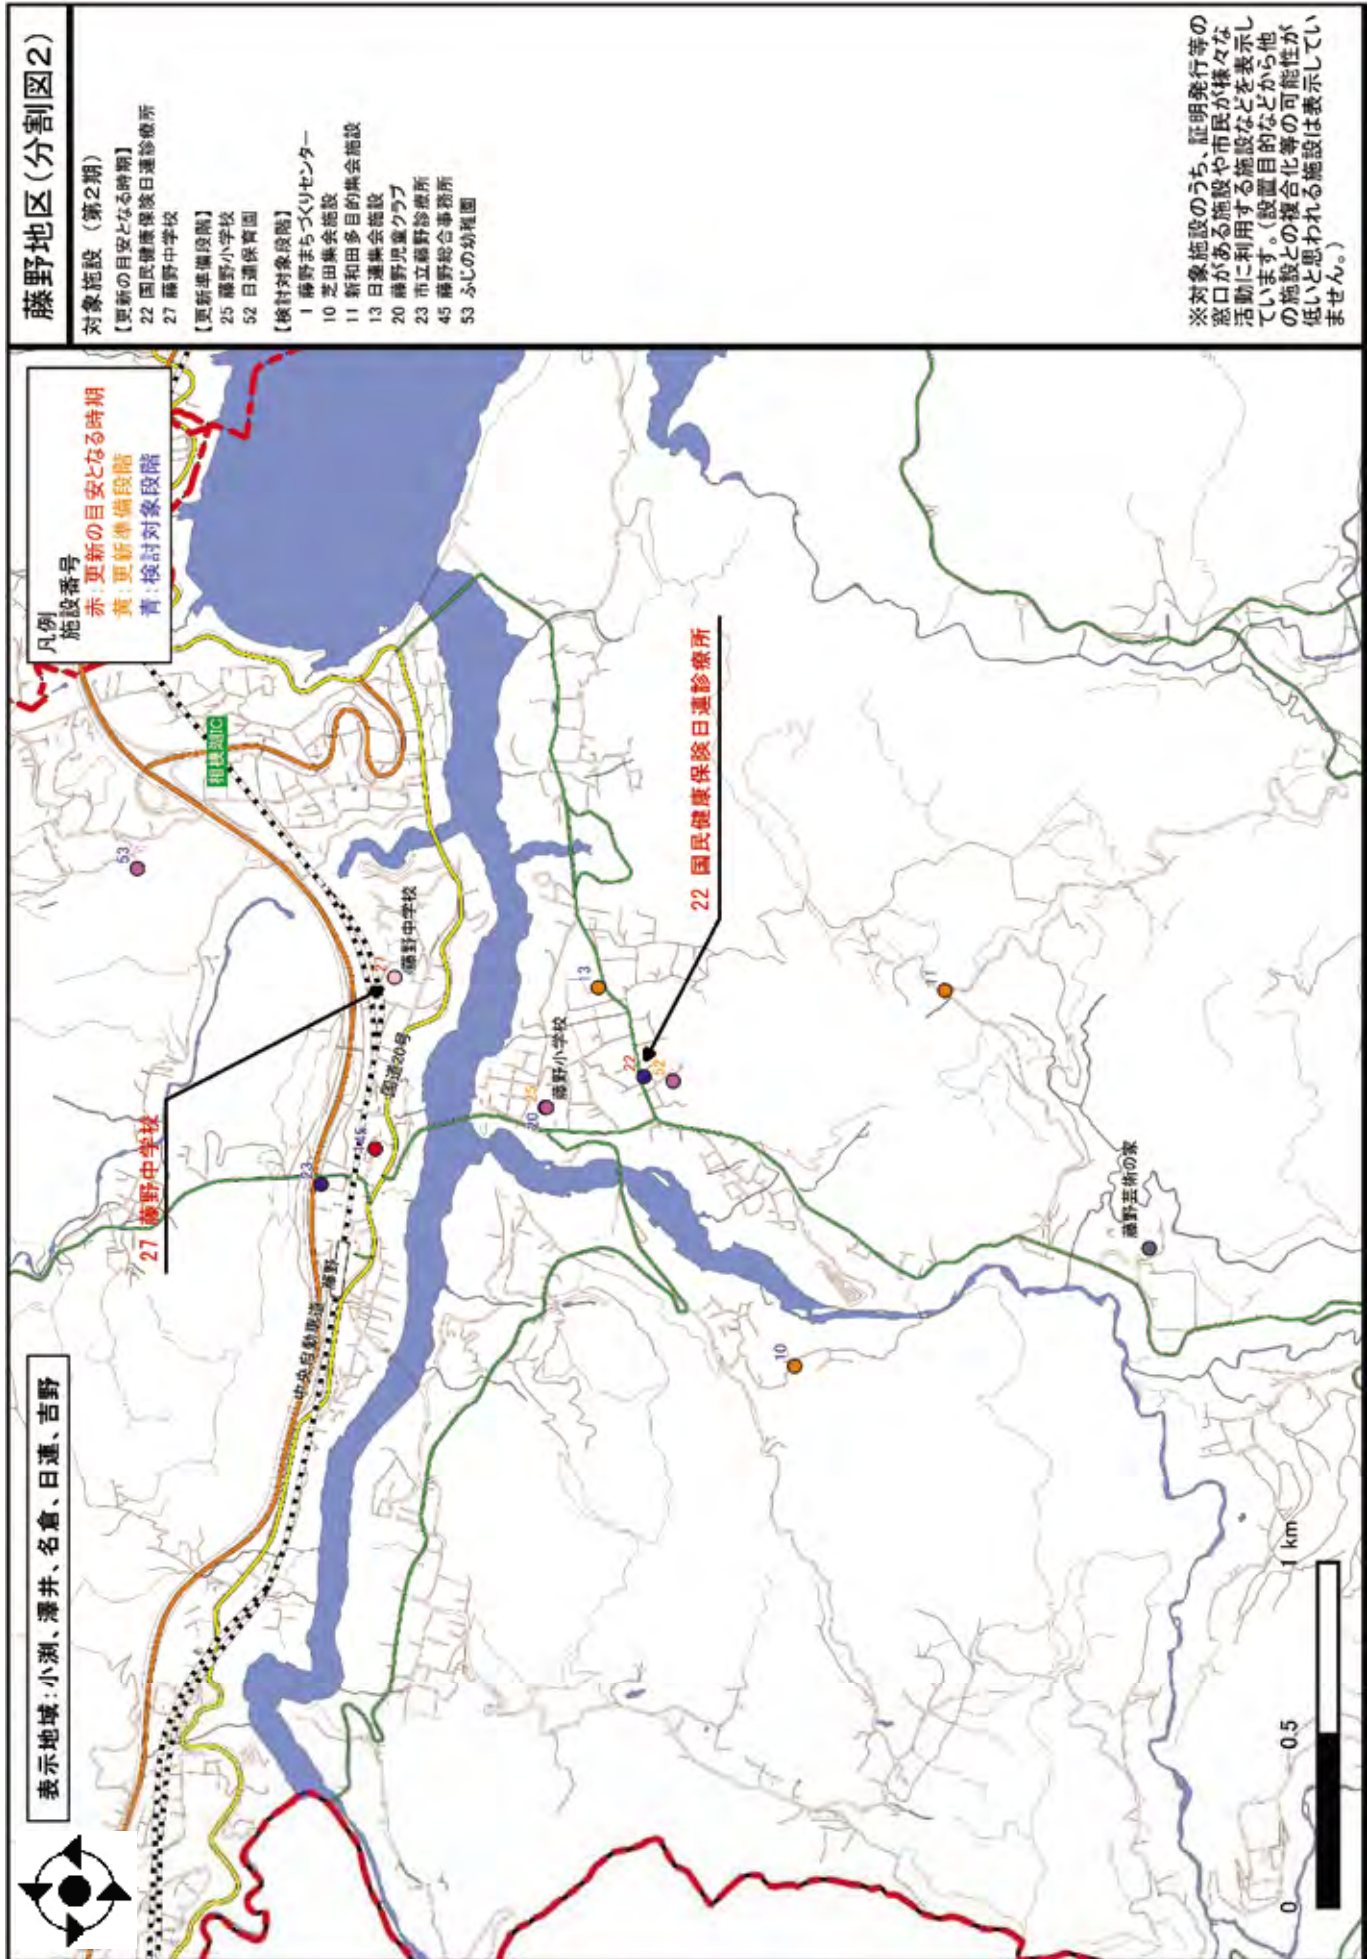 藤野地区(分割図2)
対象施設（第2期）
【更新の目安となる時期】
22 国民健康保険日連診療所
27 藤野中学校
【更新準備段階】
25 藤野小学校
52 日連保育園
【検討対象段階】
1 藤野まちづくりセンター
10 芝田集会施設
11 新和田多目的集会施設
13 日連集会施設
20 藤野児童クラブ
23 市立藤野診療所
45 藤野総合事務所
53 ふじの幼稚園
※対象施設のうち、証明発行等の
窓口がある施設や市民が様々な
活動に利用する施設などを表示し
ています。(設置目的などから他
の施設との複合化等の可能性が
低いと思われる施設は表示してい
ません。)
表示地域:小渕、澤井、名倉、日連、吉野
凡例
施設番号
赤:更新の目安となる時期
黄:更新準備段階
青:検討対象段階
相模湖IC
53
27 藤野中学校
27
藤野中学校
23
国道20号
中央自動車道
藤野
13
22 国民健康保険日連診療所
22
52
25
20
藤野小学校
10
11
藤野芸術の家
0
0.5
1 km